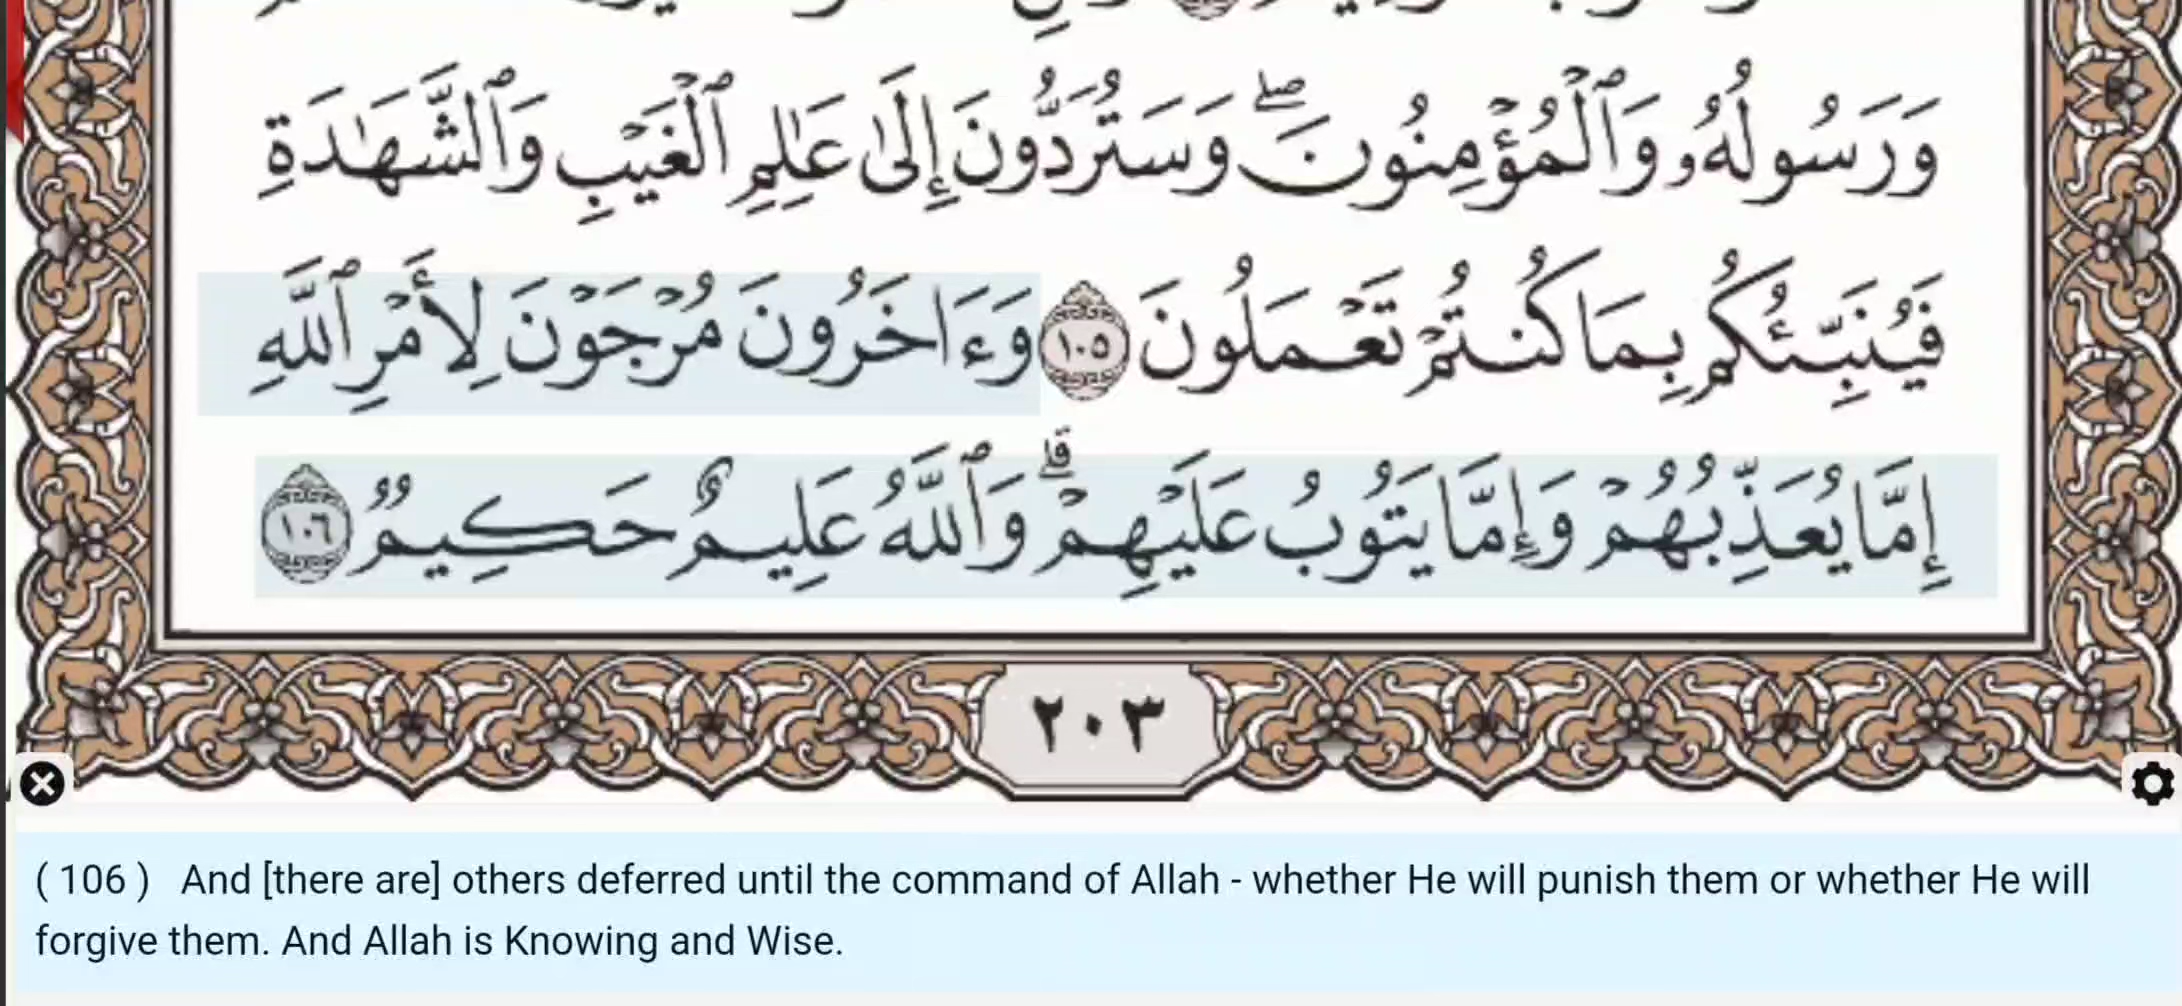 وَرَسُولُهُۥ وَٱلْمُؤْمِنُونَ ۖ وَسَتُرَدُّونَ إِلَىٰ عَٰلِمِ ٱلْغَيْبِ وَٱلشَّهَٰدَةِ
فَيُنَبِّئُكُم بِمَا كُنتُمْ تَعْمَلُونَ ١٠٥ وَءَاخَرُونَ مُرْجَوْنَ لِأَمْرِ ٱللَّهِ
إِمَّا يُعَذِّبُهُمْ وَإِمَّا يَتُوبُ عَلَيْهِمْ ۗ وَٱللَّهُ عَلِيمٌ حَكِيمٌ ١٠٦
٢٠٣
( 106 ) And [there are] others deferred until the command of Allah - whether He will punish them or whether He will
forgive them. And Allah is Knowing and Wise.